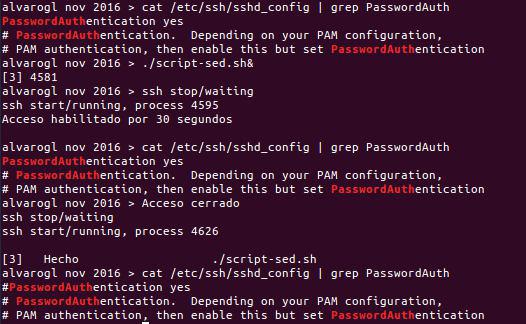 alvarogl nov 2016 > cat /etc/ssh/sshd_config | grep PasswordAuth
PasswordAuthentication yes
# PasswordAuthentication.  Depending on your PAM configuration,
# PAM authentication, then enable this but set PasswordAuthentication
alvarogl nov 2016 > ./script-sed.sh&
[3] 4581
alvarogl nov 2016 > ssh stop/waiting
ssh start/running, process 4595
Acceso habilitado por 30 segundos
alvarogl nov 2016 > cat /etc/ssh/sshd_config | grep PasswordAuth
PasswordAuthentication yes
# PasswordAuthentication.  Depending on your PAM configuration,
# PAM authentication, then enable this but set PasswordAuthentication
alvarogl nov 2016 > Acceso cerrado
ssh stop/waiting
ssh start/running, process 4626
[3]   Hecho                   ./script-sed.sh
alvarogl nov 2016 > cat /etc/ssh/sshd_config | grep PasswordAuth
#PasswordAuthentication yes
# PasswordAuthentication.  Depending on your PAM configuration,
# PAM authentication, then enable this but set PasswordAuthentication